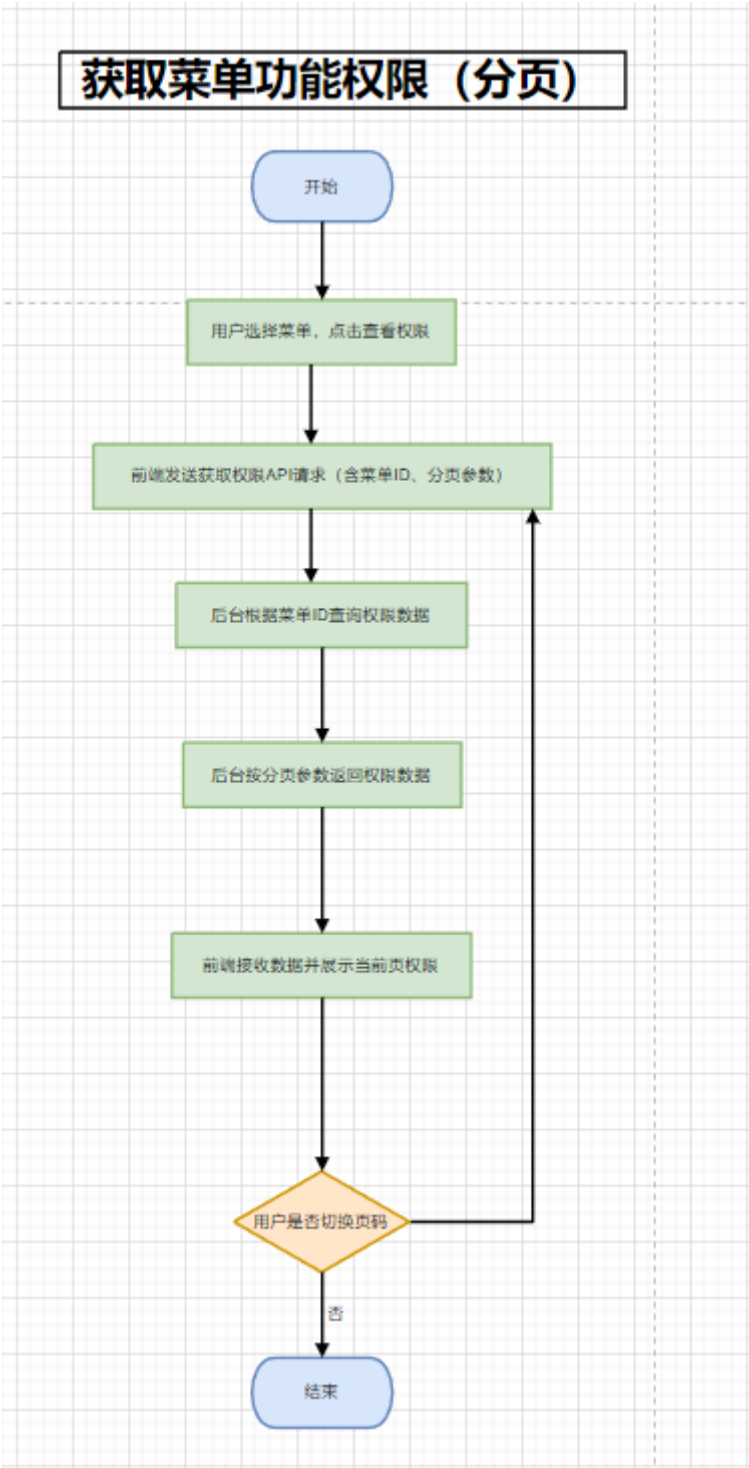 获取菜单功能权限（分页）
开始
用户选择菜单，点击查看权限
前端发送获取权限API请求（含菜单ID、分页参数）
后台根据菜单ID查询权限数据
后台按分页参数返回权限数据
前端接收数据并展示当前页权限
用户是否切换页码
否
结束